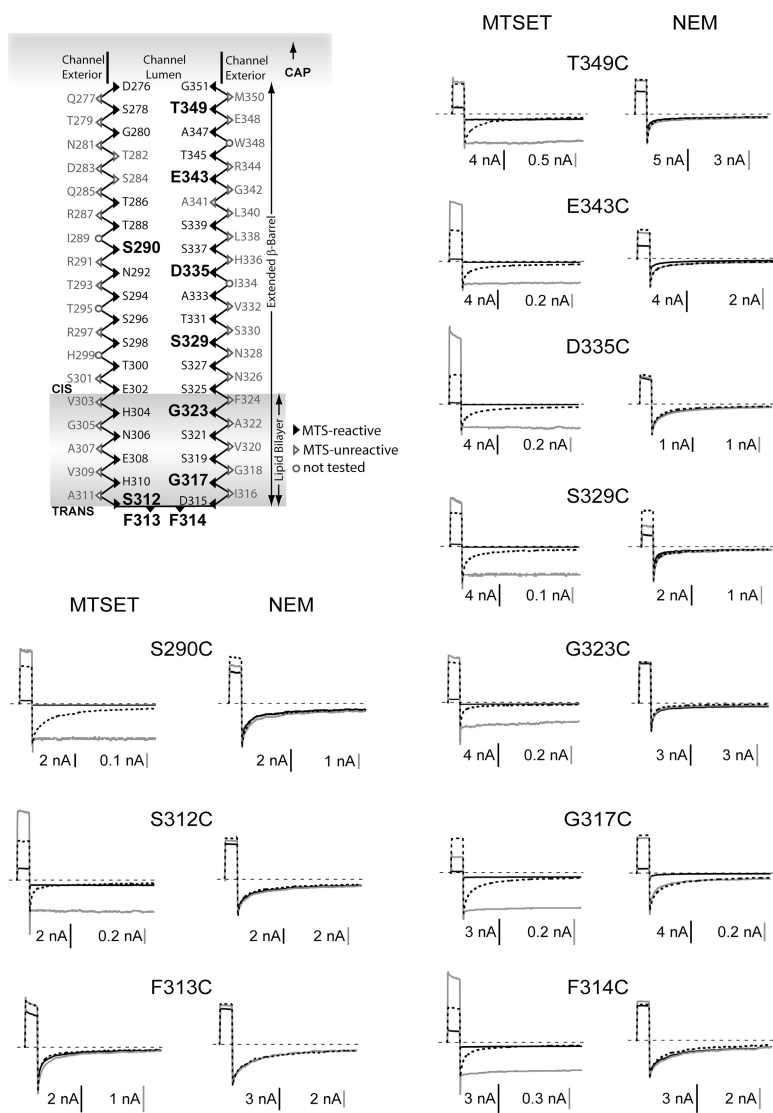 MTSET NEM
T349C
4 nA 0.5 nA 5 nA 3 nA
E343C
4 nA 0.2 nA 4 nA 2 nA
D335C
4 nA 0.2 nA 1 nA 1 nA
S329C
4 nA 0.1 nA 2 nA 1 nA
G323C
4 nA 0.2 nA 3 nA 3 nA
G317C
3 nA 0.2 nA 4 nA 0.2 nA
F314C
3 nA 0.3 nA 3 nA 2 nA
Channel Exterior
Channel Lumen
Channel Exterior
CAP
D276 G351
Q277 M350
S278 T349
T279 E348
G280 A347
N281 W348
T282 T345
D283 R344
S284 E343
Q285 G342
T286 A341
R287 L340
T288 S339
I289 L338
S290 S337
R291 H336
N292 D335
T293 I334
S294 A333
T295 V332
S296 T331
R297 S330
S298 S329
H299 N328
T300 S327
S301 N326
E302 S325
CIS
V303 F324
H304 G323
G305 A322
N306 S321
A307 V320
E308 S319
V309 G318
H310 G317
A311 I316
S312 D315
TRANS
F313 F314
Extended β-Barrel
Lipid Bilayer
MTS-reactive
MTS-unreactive
not tested
MTSET NEM
S290C
2 nA 0.1 nA 2 nA 1 nA
S312C
2 nA 0.2 nA 2 nA 2 nA
F313C
2 nA 1 nA 3 nA 2 nA